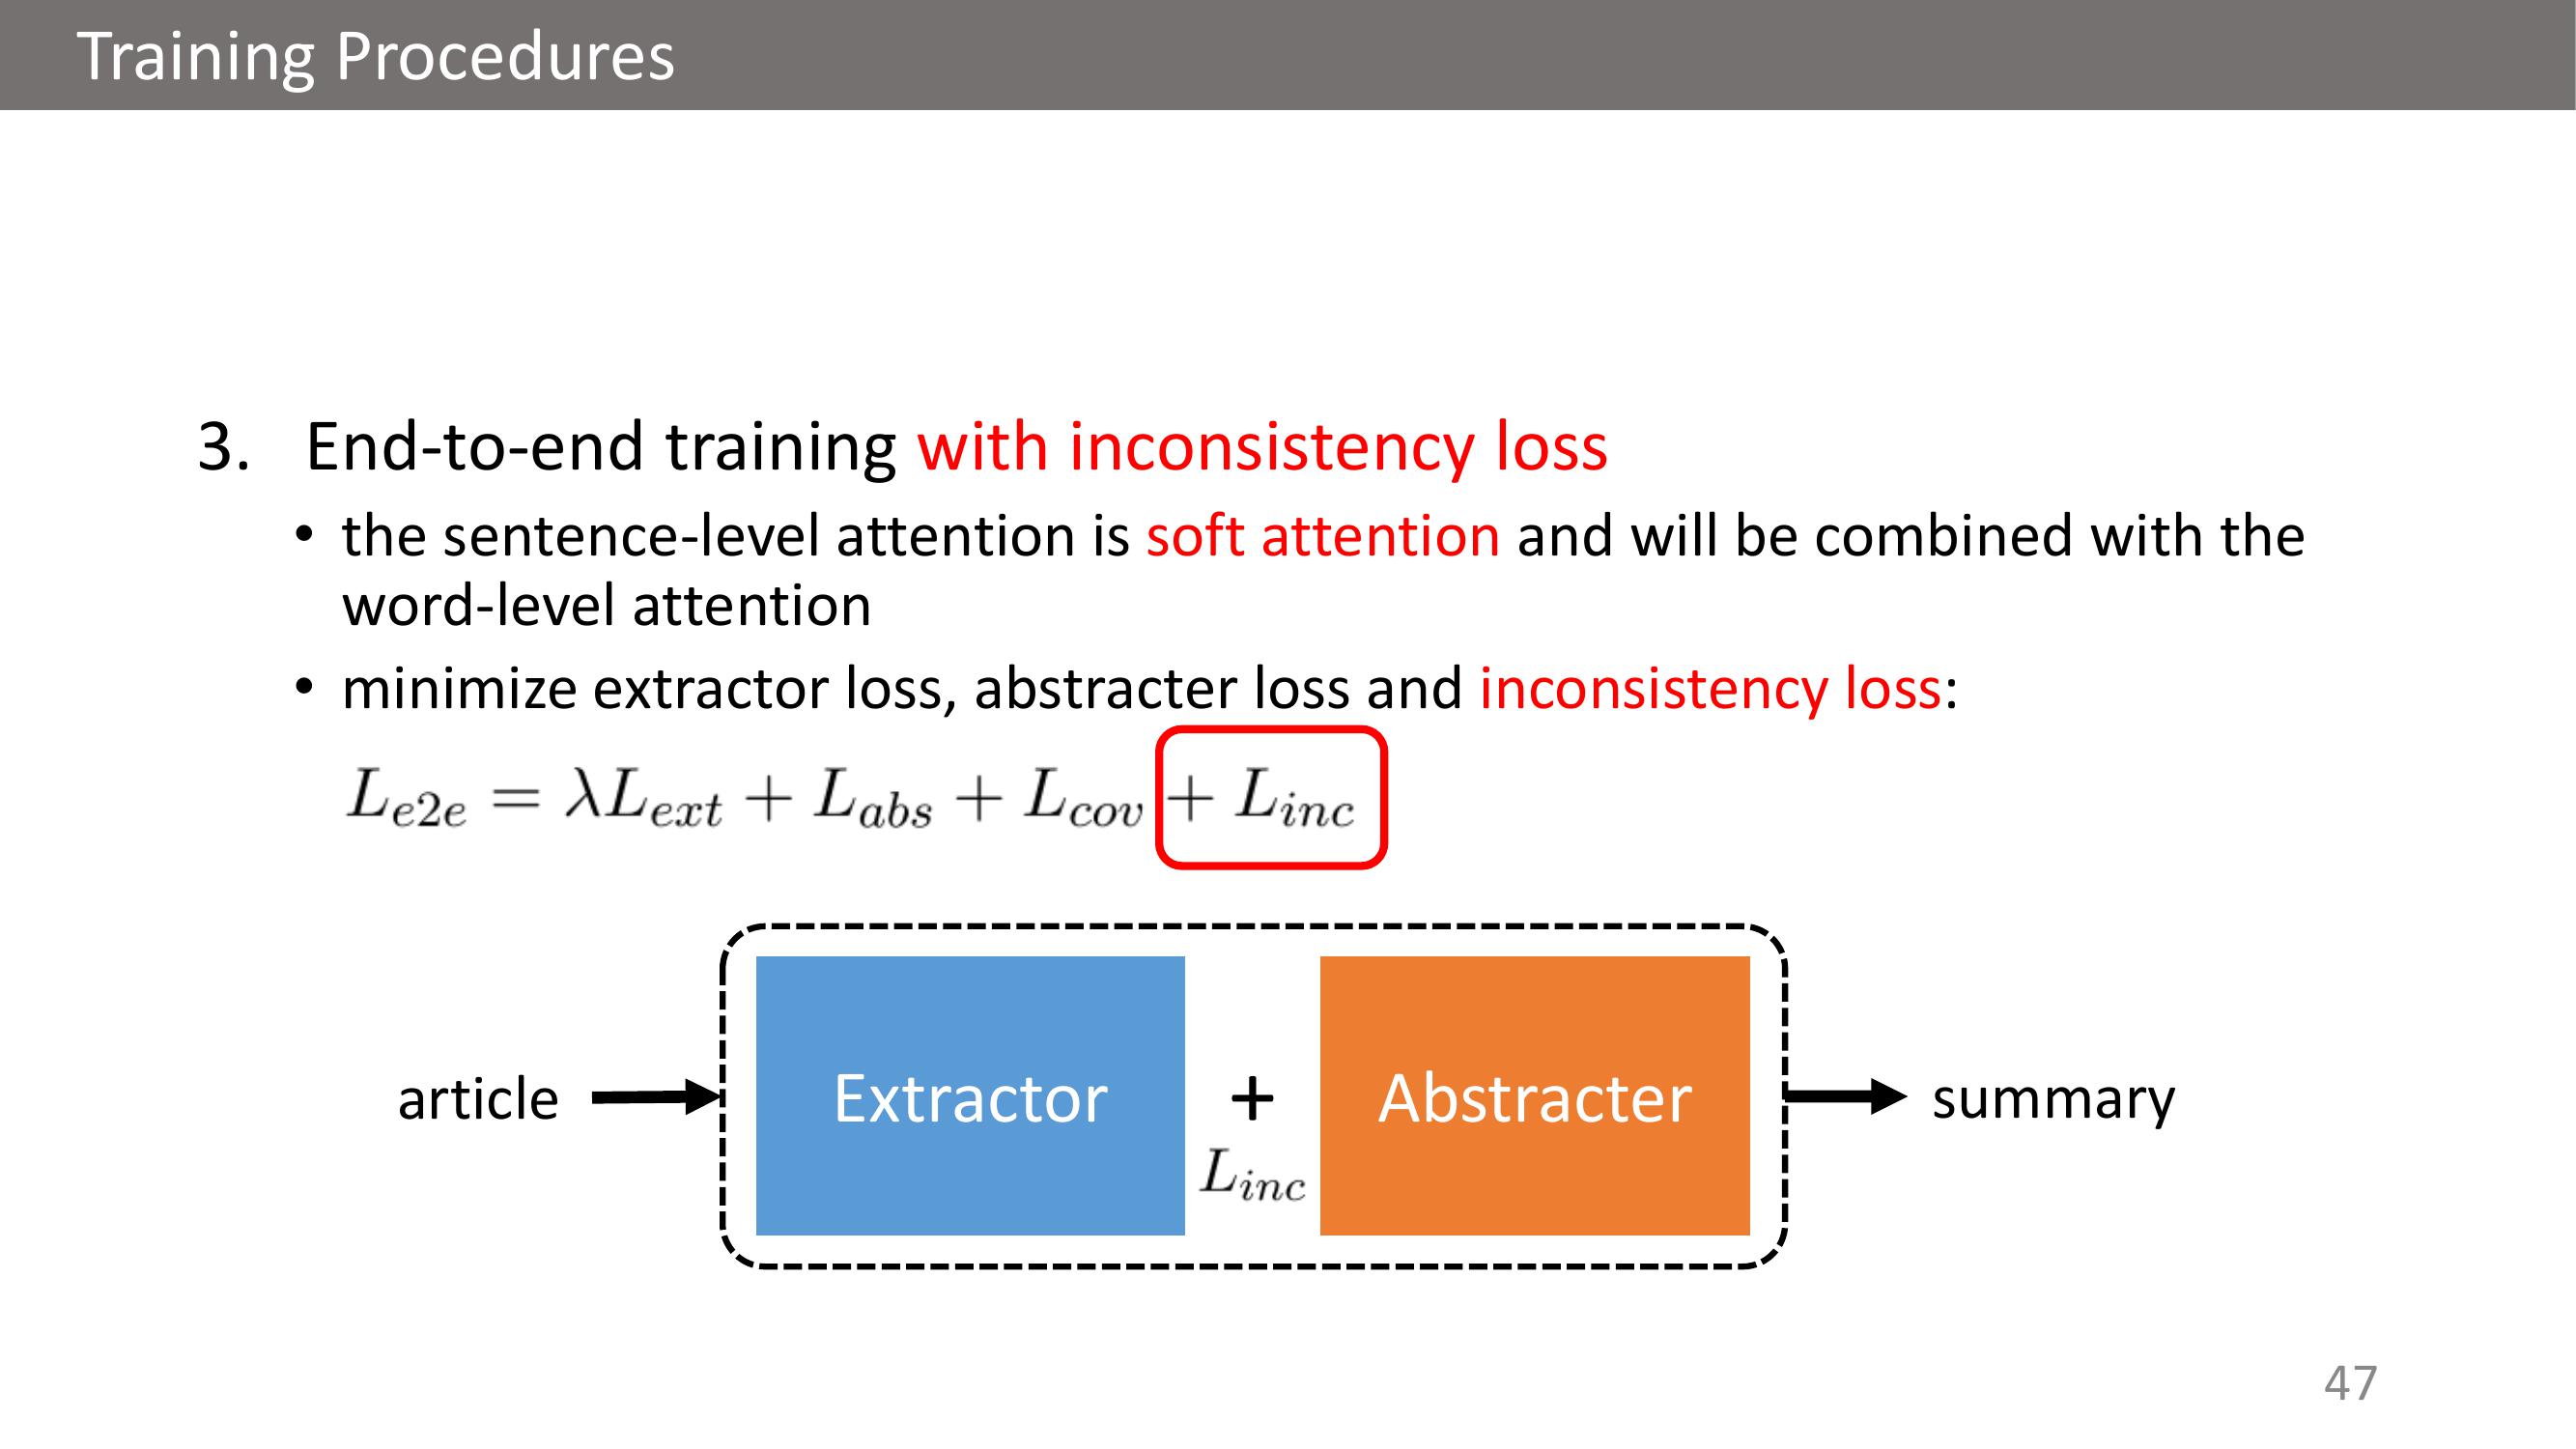 Training Procedures
3. End-to-end training with inconsistency loss
• the sentence-level attention is soft attention and will be combined with the
word-level attention
• minimize extractor loss, abstracter loss and inconsistency loss:
L_{e2e} = λL_{ext} + L_{abs} + L_{cov} + L_{inc}
article
Extractor
+
L_{inc}
Abstracter
summary
47